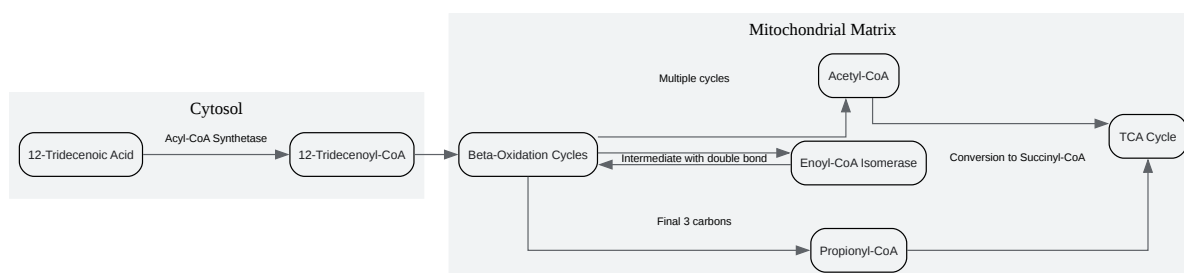 Mitochondrial Matrix
Cytosol
Multiple cycles
Acetyl-CoA
Acyl-CoA Synthetase
12-Tridecenoic Acid
12-Tridecenoyl-CoA
Beta-Oxidation Cycles
Intermediate with double bond
Enoyl-CoA Isomerase
Conversion to Succinyl-CoA
TCA Cycle
Final 3 carbons
Propionyl-CoA